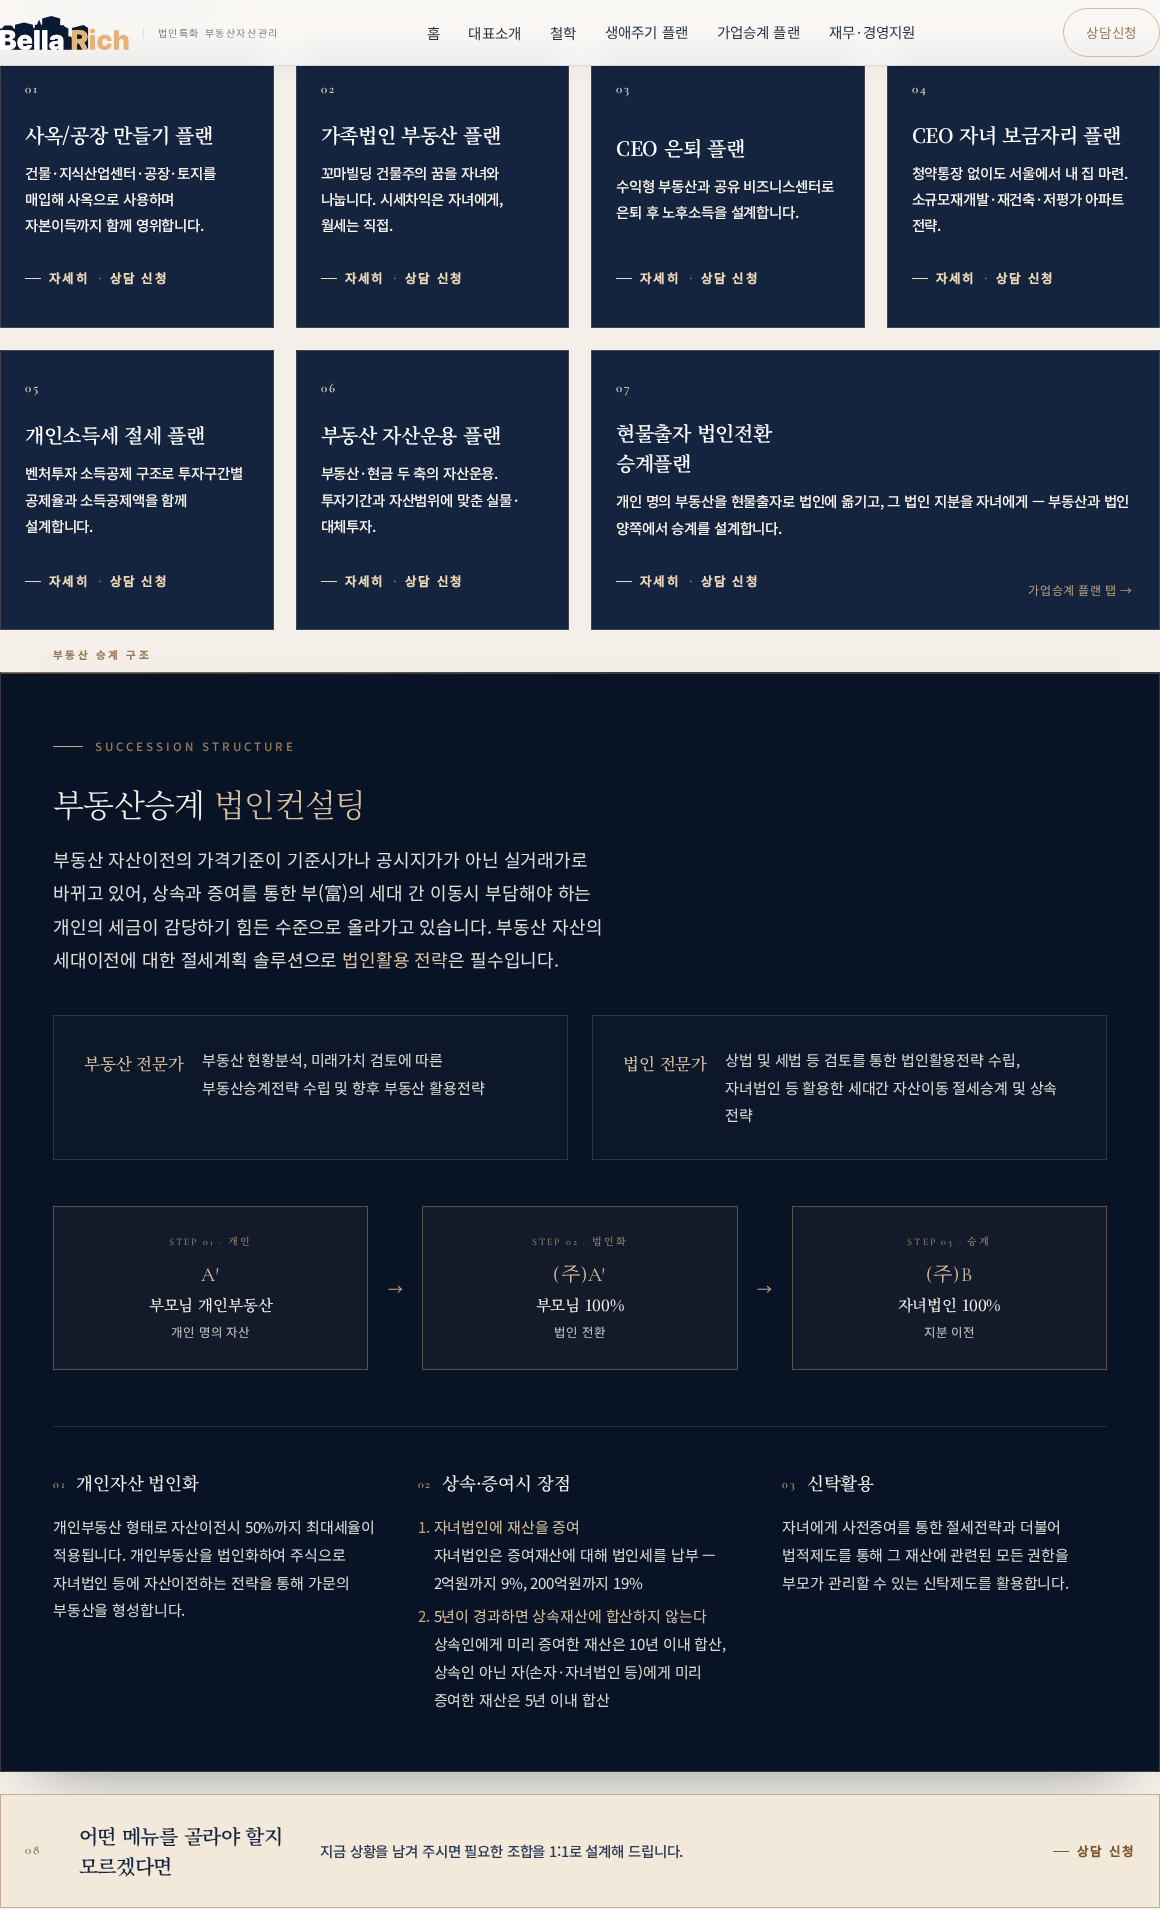 Bella Rich
법인특화 부동산자산관리
홈
대표소개
철학
생애주기 플랜
가업승계 플랜
재무·경영지원
상담신청
01
사옥/공장 만들기 플랜
건물·지식산업센터·공장·토지를
매입해 사옥으로 사용하며
자본이득까지 함께 영위합니다.
— 자세히 · 상담 신청
02
가족법인 부동산 플랜
꼬마빌딩 건물주의 꿈을 자녀와
나눕니다. 시세차익은 자녀에게,
월세는 직접.
— 자세히 · 상담 신청
03
CEO 은퇴 플랜
수익형 부동산과 공유 비즈니스센터로
은퇴 후 노후소득을 설계합니다.
— 자세히 · 상담 신청
04
CEO 자녀 보금자리 플랜
청약통장 없이도 서울에서 내 집 마련.
소규모재개발·재건축·저평가 아파트
전략.
— 자세히 · 상담 신청
05
개인소득세 절세 플랜
벤처투자 소득공제 구조로 투자구간별
공제율과 소득공제액을 함께
설계합니다.
— 자세히 · 상담 신청
06
부동산 자산운용 플랜
부동산·현금 두 축의 자산운용.
투자기간과 자산범위에 맞춘 실물·
대체투자.
— 자세히 · 상담 신청
07
현물출자 법인전환
승계플랜
개인 명의 부동산을 현물출자로 법인에 옮기고, 그 법인 지분을 자녀에게 — 부동산과 법인
양쪽에서 승계를 설계합니다.
— 자세히 · 상담 신청
가업승계 플랜 탭 →
부동산 승계 구조
SUCCESSION STRUCTURE
부동산승계 법인컨설팅
부동산 자산이전의 가격기준이 기준시가나 공시지가가 아닌 실거래가로
바뀌고 있어, 상속과 증여를 통한 부(富)의 세대 간 이동시 부담해야 하는
개인의 세금이 감당하기 힘든 수준으로 올라가고 있습니다. 부동산 자산의
세대이전에 대한 절세계획 솔루션으로 법인활용 전략은 필수입니다.
부동산 전문가
부동산 현황분석, 미래가치 검토에 따른
부동산승계전략 수립 및 향후 부동산 활용전략
법인 전문가
상법 및 세법 등 검토를 통한 법인활용전략 수립,
자녀법인 등 활용한 세대간 자산이동 절세승계 및 상속
전략
STEP 01 · 개인
A′
부모님 개인부동산
개인 명의 자산
→
STEP 02 · 법인화
(주)A′
부모님 100%
법인 전환
→
STEP 03 · 승계
(주)B
자녀법인 100%
지분 이전
01 개인자산 법인화
개인부동산 형태로 자산이전시 50%까지 최대세율이
적용됩니다. 개인부동산을 법인화하여 주식으로
자녀법인 등에 자산이전하는 전략을 통해 가문의
부동산을 형성합니다.
02 상속·증여시 장점
1. 자녀법인에 재산을 증여
자녀법인은 증여재산에 대해 법인세를 납부 —
2억원까지 9%, 200억원까지 19%
2. 5년이 경과하면 상속재산에 합산하지 않는다
상속인에게 미리 증여한 재산은 10년 이내 합산,
상속인 아닌 자(손자·자녀법인 등)에게 미리
증여한 재산은 5년 이내 합산
03 신탁활용
자녀에게 사전증여를 통한 절세전략과 더불어
법적제도를 통해 그 재산에 관련된 모든 권한을
부모가 관리할 수 있는 신탁제도를 활용합니다.
08
어떤 메뉴를 골라야 할지
모르겠다면
지금 상황을 남겨 주시면 필요한 조합을 1:1로 설계해 드립니다.
— 상담 신청